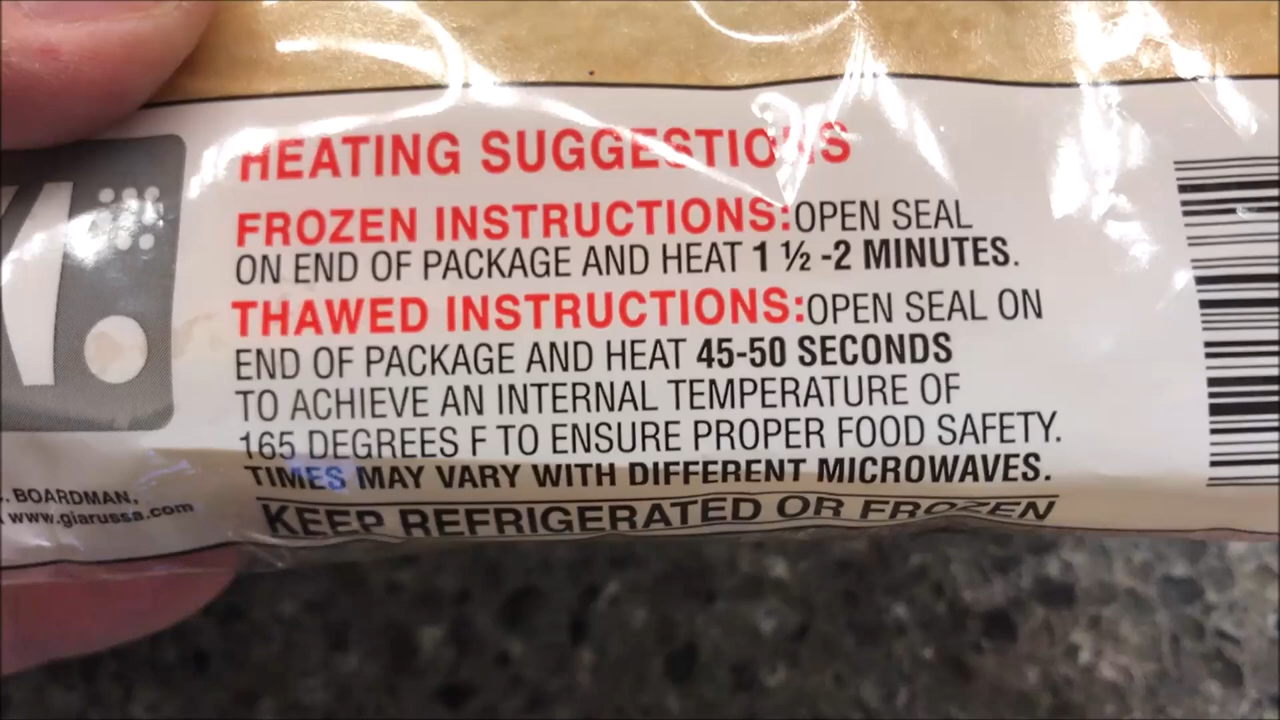 HEATING SUGGESTIONS
FROZEN INSTRUCTIONS:OPEN SEAL
ON END OF PACKAGE AND HEAT 1 ½ -2 MINUTES.
THAWED INSTRUCTIONS:OPEN SEAL ON
END OF PACKAGE AND HEAT 45-50 SECONDS
TO ACHIEVE AN INTERNAL TEMPERATURE OF
165 DEGREES F TO ENSURE PROPER FOOD SAFETY.
TIMES MAY VARY WITH DIFFERENT MICROWAVES.
KEEP REFRIGERATED OR FROZEN
. BOARDMAN,
www.giarussa.com